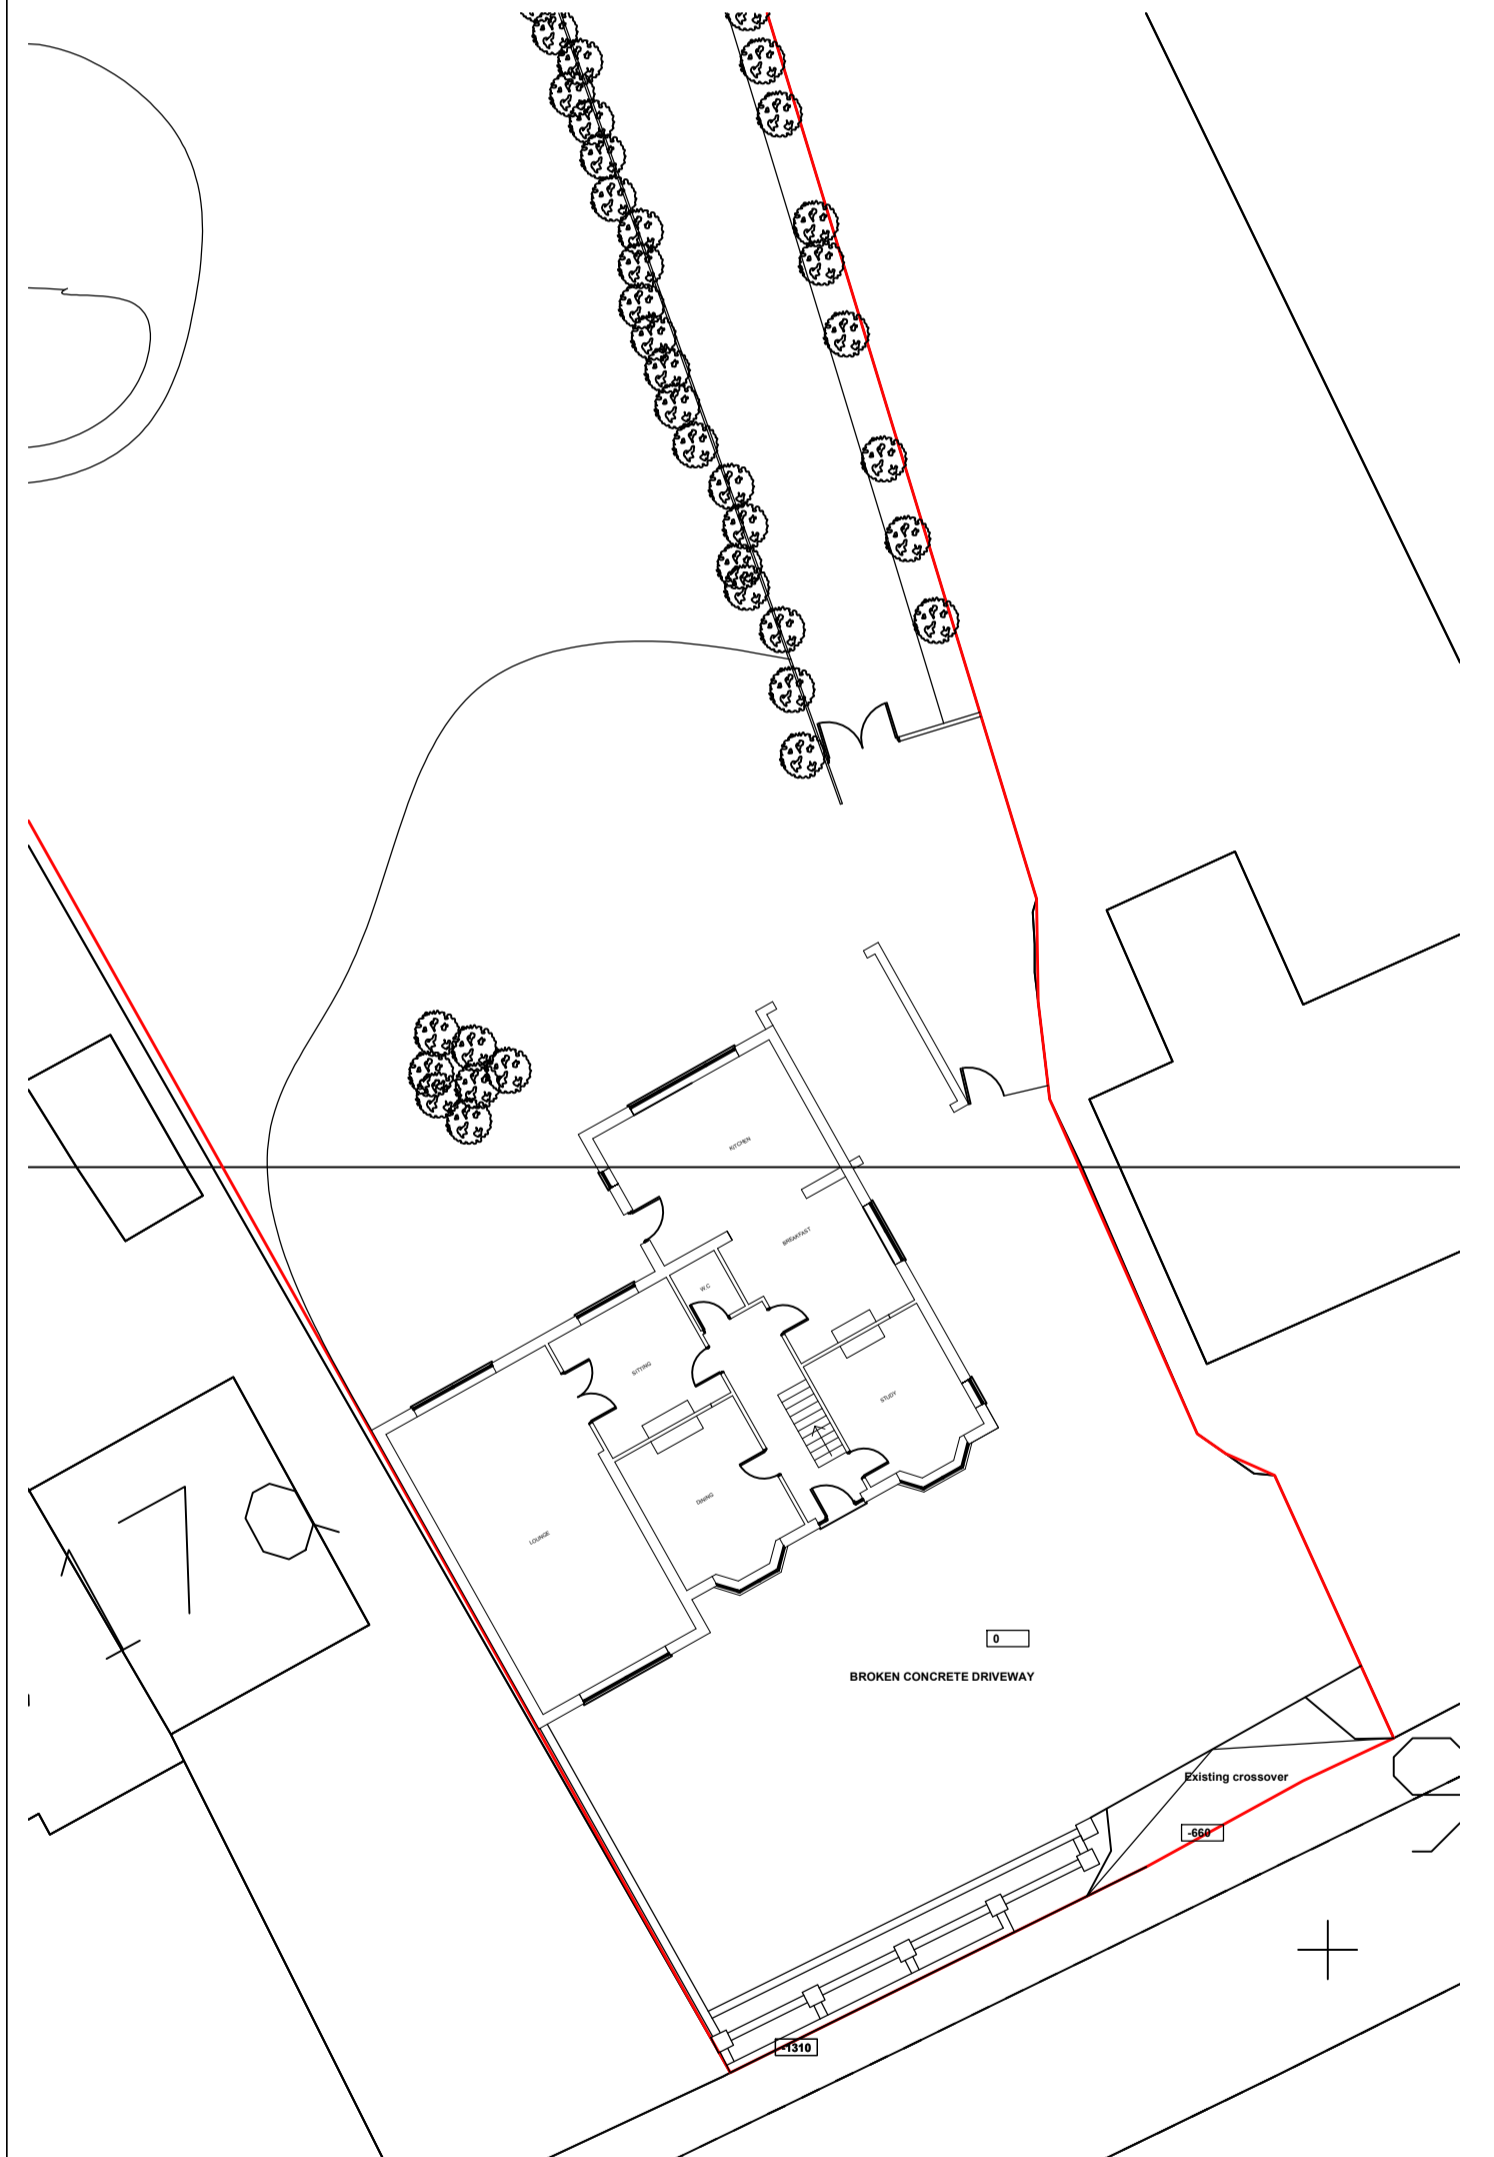 KITCHEN
BREAKFAST
W.C
SITTING
STUDY
DINING
LOUNGE
0
BROKEN CONCRETE DRIVEWAY
Existing crossover
-660
-1310